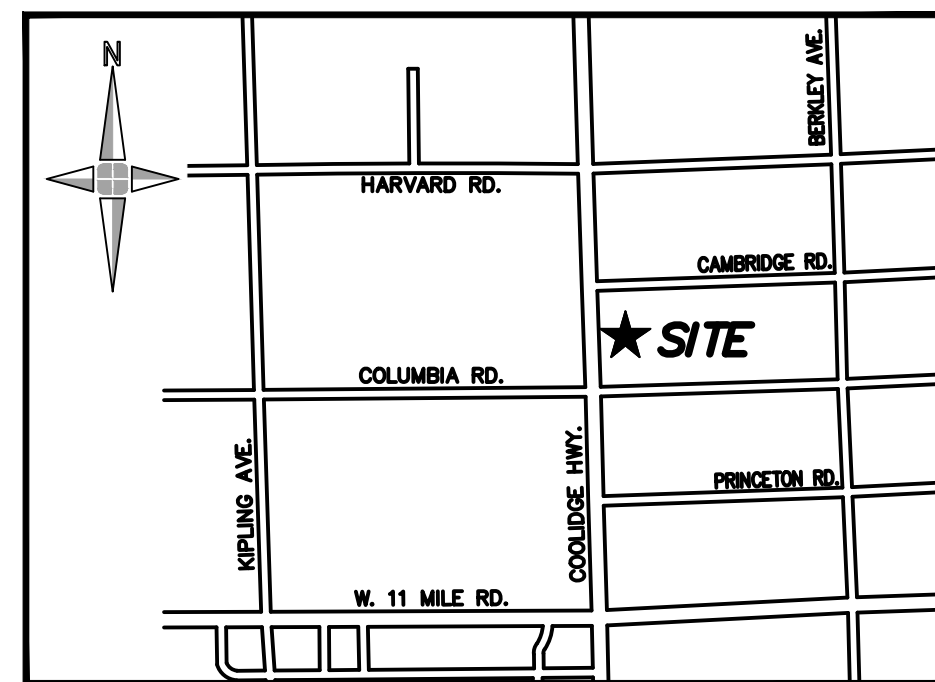 N
BERKLEY AVE.
HARVARD RD.
CAMBRIDGE RD.
SITE
COLUMBIA RD.
KIPLING AVE.
COOLIDGE HWY.
PRINCETON RD.
W. 11 MILE RD.